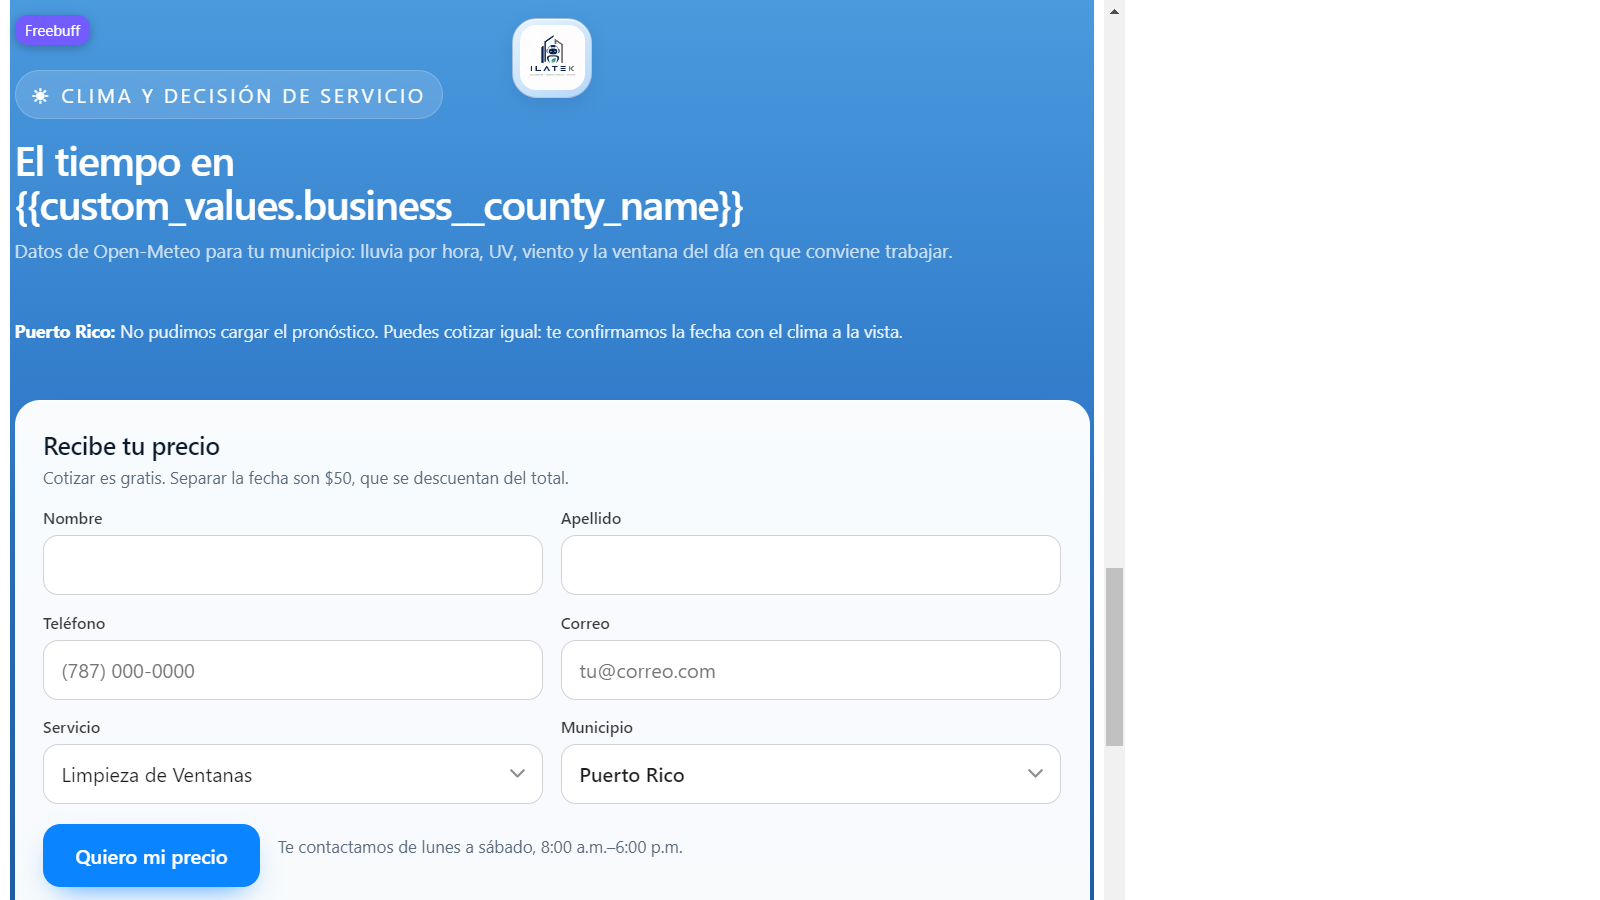 Freebuff
ILATEK
CLIMA Y DECISIÓN DE SERVICIO
El tiempo en
{{custom_values.business__county_name}}
Datos de Open-Meteo para tu municipio: lluvia por hora, UV, viento y la ventana del día en que conviene trabajar.
Puerto Rico: No pudimos cargar el pronóstico. Puedes cotizar igual: te confirmamos la fecha con el clima a la vista.
Recibe tu precio
Cotizar es gratis. Separar la fecha son $50, que se descuentan del total.
Nombre
Apellido
Teléfono
Correo
(787) 000-0000
tu@correo.com
Servicio
Municipio
Limpieza de Ventanas
Puerto Rico
Quiero mi precio
Te contactamos de lunes a sábado, 8:00 a.m.–6:00 p.m.